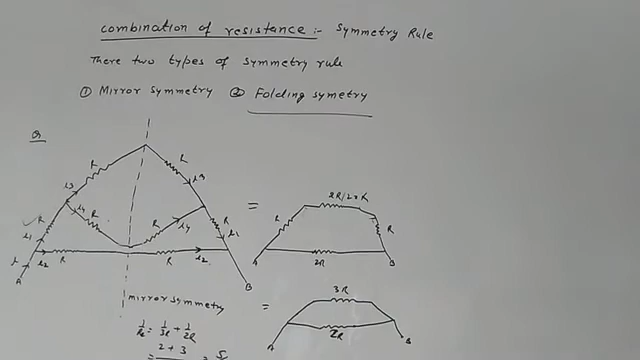 combination of resistance:- Symmetry Rule
There two types of symmetry rule
① Mirror symmetry ② Folding symetry
Q
R R
i3 i3
R R R R
i1 i4 i4 i1
i i2 R R i2
A B
=
2R/2×R
R R
2R
A B
mirror symmetry
=
3R
2R
A B
1/Re = 1/3R + 1/2R
= 2+3